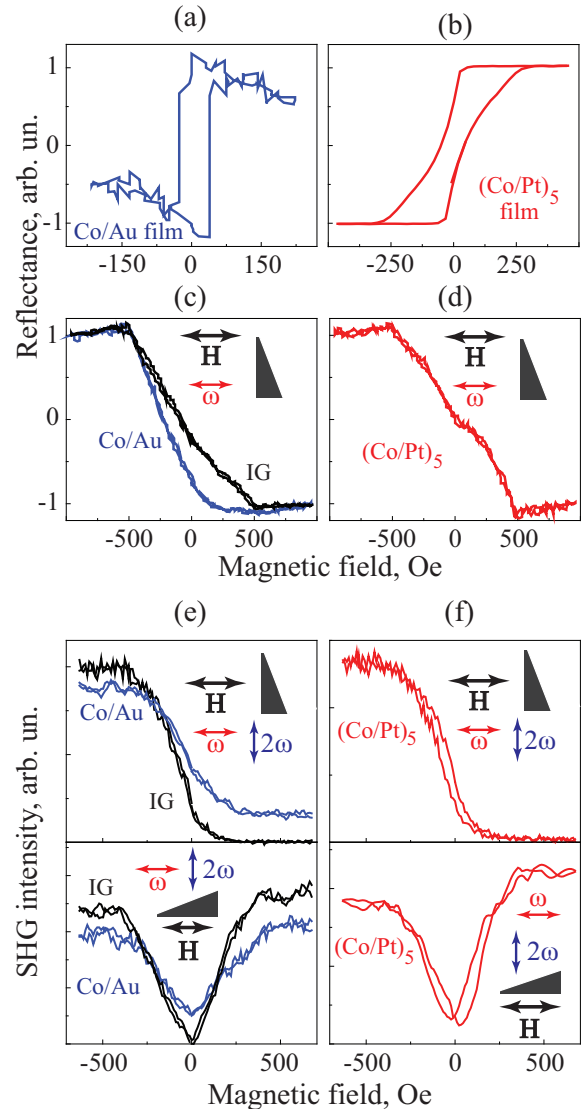 (a)
(b)
Reflectance, arb. un.
1
0
-1
Co/Au film
(Co/Pt)5
film
-150
0
150
-250
0
250
(c)
(d)
1
0
-1
H
ω
Co/Au
IG
H
ω
(Co/Pt)5
-500
0
500
-500
0
500
Magnetic field, Oe
(e)
(f)
SHG intensity, arb. un.
Co/Au
H
ω
2ω
IG
H
(Co/Pt)5
ω
2ω
IG
ω
2ω
H
Co/Au
ω
(Co/Pt)5
2ω
H
-500
0
500
-500
0
500
Magnetic field, Oe